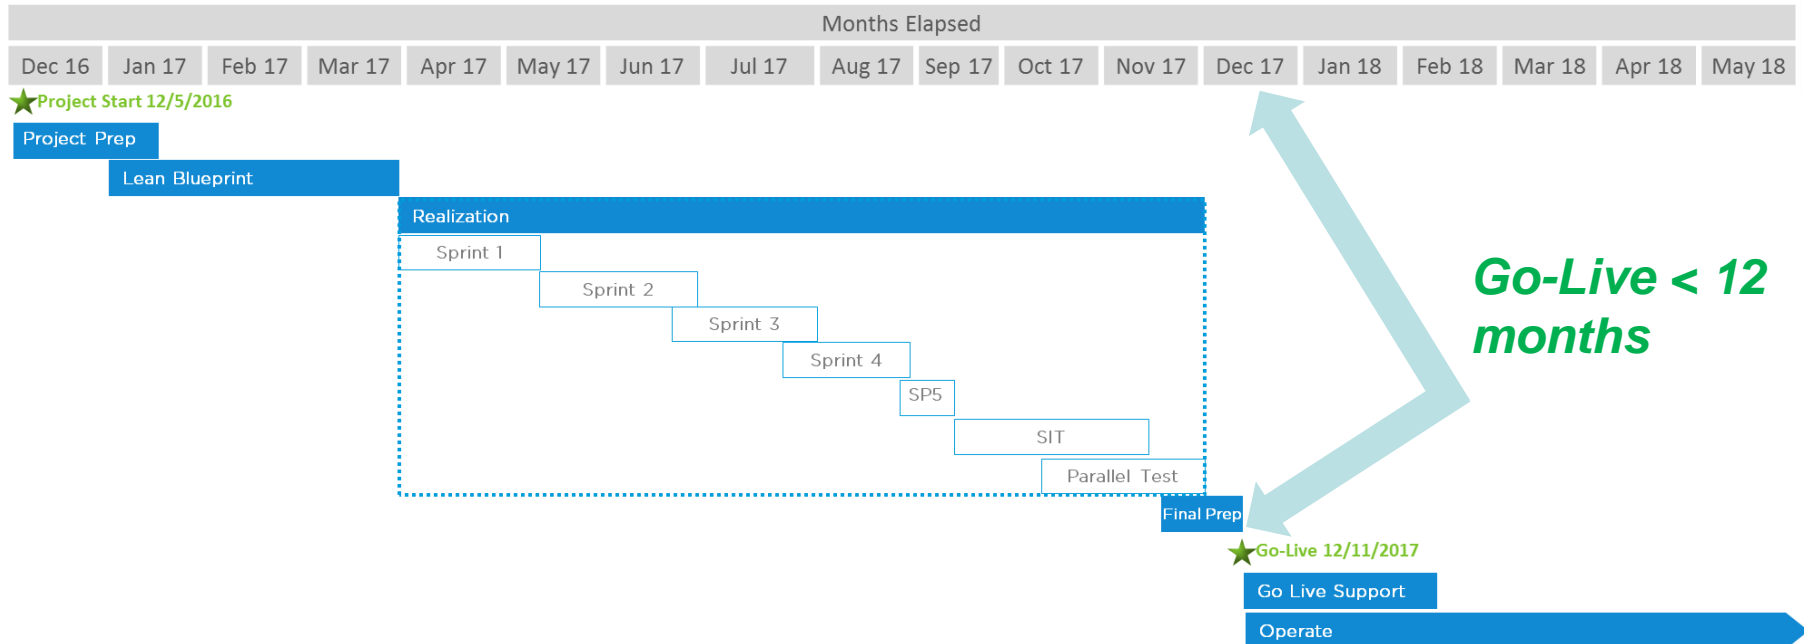 Months Elapsed
Dec 16 Jan 17 Feb 17 Mar 17 Apr 17 May 17 Jun 17 Jul 17 Aug 17 Sep 17 Oct 17 Nov 17 Dec 17 Jan 18 Feb 18 Mar 18 Apr 18 May 18
Project Start 12/5/2016
Project Prep
Lean Blueprint
Realization
Sprint 1
Sprint 2
Sprint 3
Sprint 4
SP5
SIT
Parallel Test
Final Prep
Go-Live < 12
months
Go-Live 12/11/2017
Go Live Support
Operate